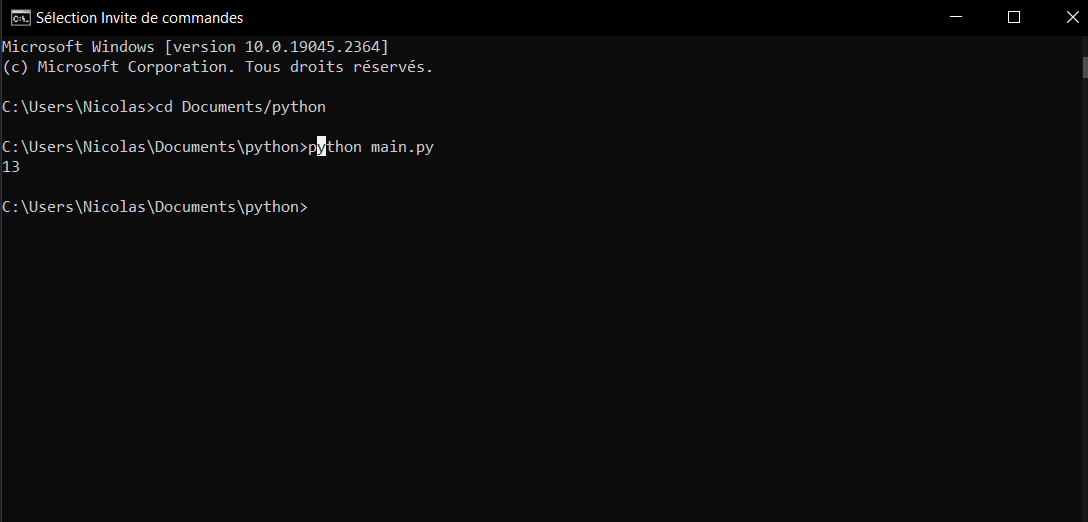 Sélection Invite de commandes
Microsoft Windows [version 10.0.19045.2364]
(c) Microsoft Corporation. Tous droits réservés.
C:\Users\Nicolas>cd Documents/python
C:\Users\Nicolas\Documents\python>python main.py
13
C:\Users\Nicolas\Documents\python>